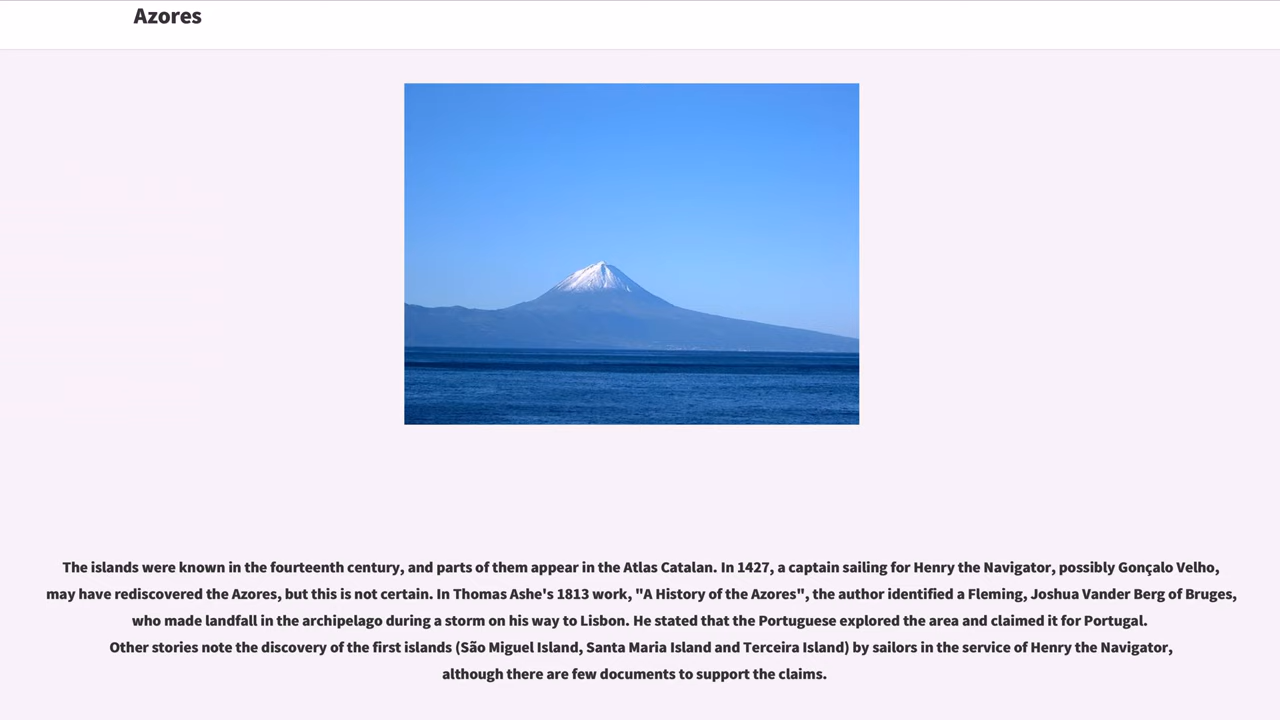 Azores
The islands were known in the fourteenth century, and parts of them appear in the Atlas Catalan. In 1427, a captain sailing for Henry the Navigator, possibly Gonçalo Velho,
may have rediscovered the Azores, but this is not certain. In Thomas Ashe's 1813 work, "A History of the Azores", the author identified a Fleming, Joshua Vander Berg of Bruges,
who made landfall in the archipelago during a storm on his way to Lisbon. He stated that the Portuguese explored the area and claimed it for Portugal.
Other stories note the discovery of the first islands (São Miguel Island, Santa Maria Island and Terceira Island) by sailors in the service of Henry the Navigator,
although there are few documents to support the claims.